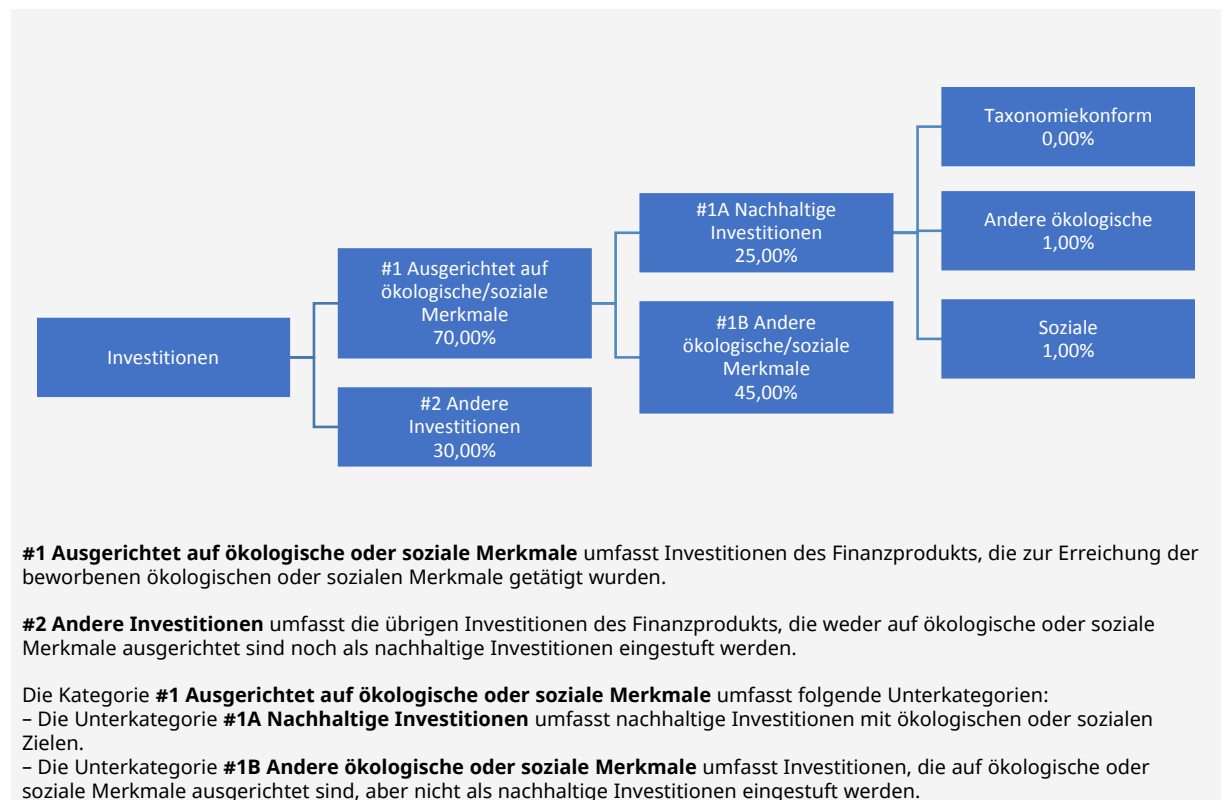 Investitionen
#1 Ausgerichtet auf
ökologische/soziale
Merkmale
70,00%
#2 Andere
Investitionen
30,00%
#1A Nachhaltige
Investitionen
25,00%
#1B Andere
ökologische/soziale
Merkmale
45,00%
Taxonomiekonform
0,00%
Andere ökologische
1,00%
Soziale
1,00%
#1 Ausgerichtet auf ökologische oder soziale Merkmale umfasst Investitionen des Finanzprodukts, die zur Erreichung der
beworbenen ökologischen oder sozialen Merkmale getätigt wurden.
#2 Andere Investitionen umfasst die übrigen Investitionen des Finanzprodukts, die weder auf ökologische oder soziale
Merkmale ausgerichtet sind noch als nachhaltige Investitionen eingestuft werden.
Die Kategorie #1 Ausgerichtet auf ökologische oder soziale Merkmale umfasst folgende Unterkategorien:
– Die Unterkategorie #1A Nachhaltige Investitionen umfasst nachhaltige Investitionen mit ökologischen oder sozialen
Zielen.
– Die Unterkategorie #1B Andere ökologische oder soziale Merkmale umfasst Investitionen, die auf ökologische oder
soziale Merkmale ausgerichtet sind, aber nicht als nachhaltige Investitionen eingestuft werden.